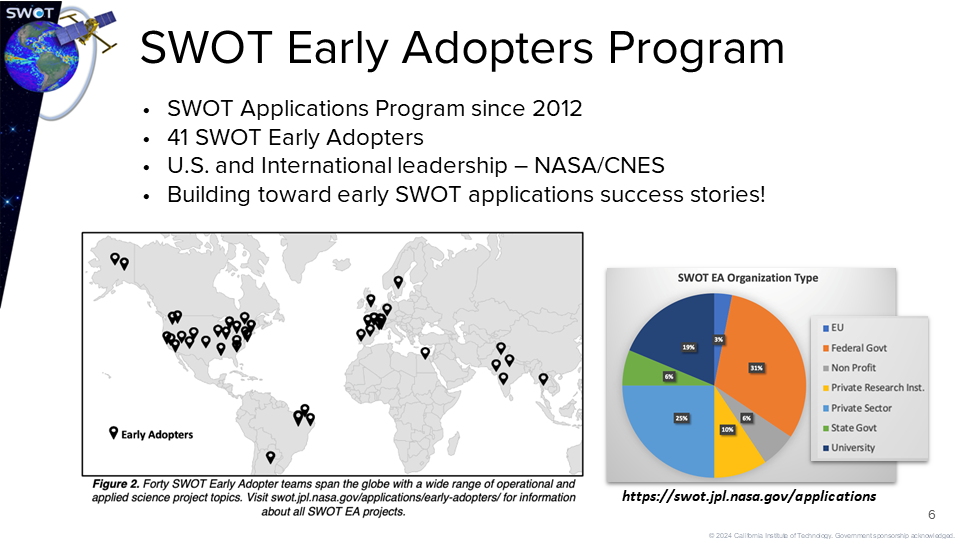 SWOT
SWOT Early Adopters Program
• SWOT Applications Program since 2012
• 41 SWOT Early Adopters
• U.S. and International leadership – NASA/CNES
• Building toward early SWOT applications success stories!
Early Adopters
Figure 2. Forty SWOT Early Adopter teams span the globe with a wide range of operational and
applied science project topics. Visit swot.jpl.nasa.gov/applications/early-adopters/ for information
about all SWOT EA projects.
SWOT EA Organization Type
3%
31%
6%
10%
25%
6%
19%
EU
Federal Govt
Non Profit
Private Research Inst.
Private Sector
State Govt
University
https://swot.jpl.nasa.gov/applications
6
© 2024 California Institute of Technology. Government sponsorship acknowledged.